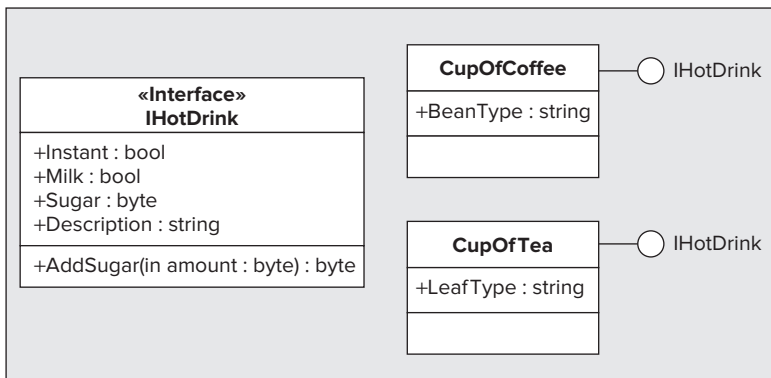 «Interface»
IHotDrink
+Instant : bool
+Milk : bool
+Sugar : byte
+Description : string
+AddSugar(in amount : byte) : byte
CupOfCoffee
+BeanType : string
IHotDrink
CupOfTea
+LeafType : string
IHotDrink